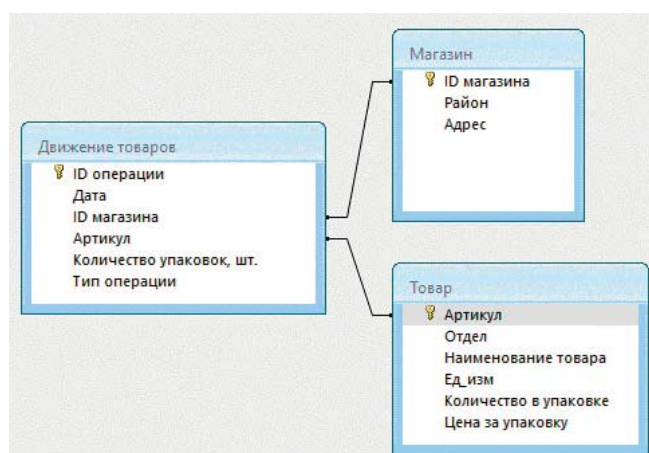 Магазин
ID магазина
Район
Адрес
Движение товаров
ID операции
Дата
ID магазина
Артикул
Количество упаковок, шт.
Тип операции
Товар
Артикул
Отдел
Наименование товара
Ед_изм
Количество в упаковке
Цена за упаковку